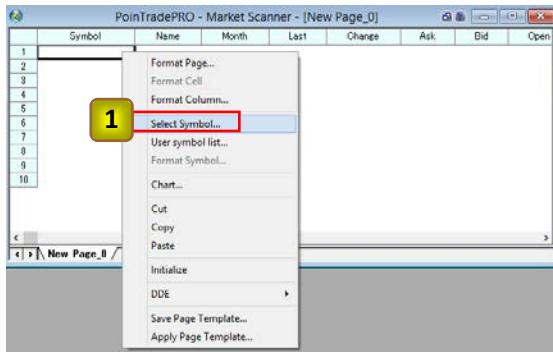 PoinTradePRO - Market Scanner - [New Page_0]
Symbol Name Month Last Change Ask Bid Open
1
2
3
4
5
6
7
8
9
10
Format Page...
Format Cell
Format Column...
1
Select Symbol...
User symbol list...
Format Symbol...
Chart...
Cut
Copy
Paste
Initialize
DDE
Save Page Template...
Apply Page Template...
New Page_0